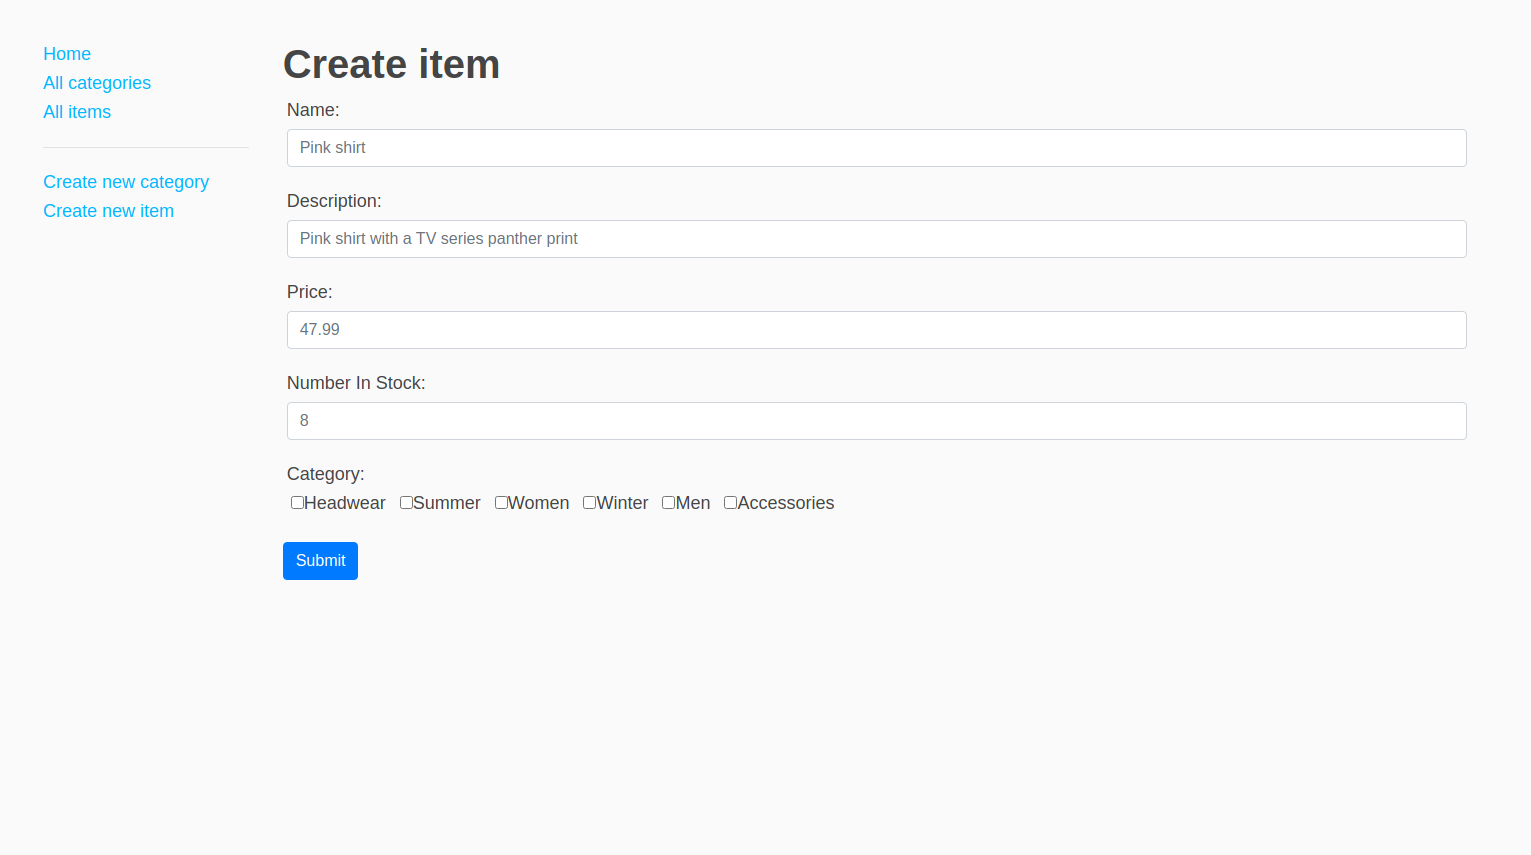 Home
All categories
All items
Create new category
Create new item
Create item
Name:
Pink shirt
Description:
Pink shirt with a TV series panther print
Price:
47.99
Number In Stock:
8
Category:
Headwear Summer Women Winter Men Accessories
Submit